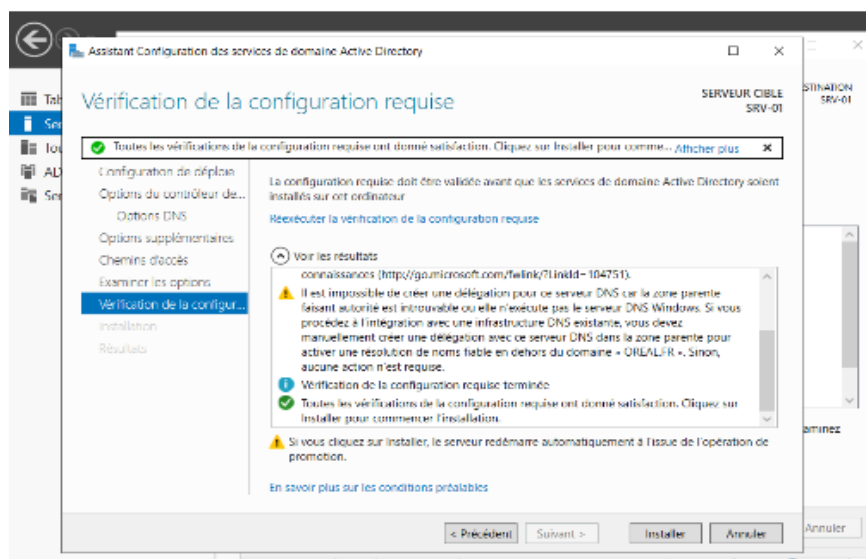 Assistant Configuration des services de domaine Active Directory
Vérification de la configuration requise
SERVEUR CIBLE
SRV-01
STINATION
SRV-01
Tab
Ser
Tou
AD
Ser
Toutes les vérifications de la configuration requise ont donné satisfaction. Cliquez sur Installer pour comme... Afficher plus
Configuration de déploie
Options du contrôleur de...
Options DNS
Options supplémentaires
Chemins d'accès
Examiner les options
Vérification de la configur...
Installation
Résultats
La configuration requise doit être validée avant que les services de domaine Active Directory soient
installés sur cet ordinateur
Réexécuter la vérification de la configuration requise
Voir les résultats
connaissances (http://go.microsoft.com/fwlink/?LinkId=104751).
Il est impossible de créer une délégation pour ce serveur DNS car la zone parente
faisant autorité est introuvable ou elle n'exécute pas le serveur DNS Windows. Si vous
procédez à l'intégration avec une infrastructure DNS existante, vous devez
manuellement créer une délégation avec ce serveur DNS dans la zone parente pour
activer une résolution de noms fiable en dehors du domaine « OREAL.FR ». Sinon,
aucune action n'est requise.
Vérification de la configuration requise terminée
Toutes les vérifications de la configuration requise ont donné satisfaction. Cliquez sur
Installer pour commencer l'installation.
Si vous cliquez sur Installer, le serveur redémarre automatiquement à l'issue de l'opération de
promotion.
En savoir plus sur les conditions préalables
aminez
< Précédent Suivant > Installer Annuler
Annuler